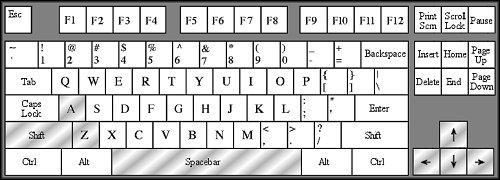 Esc F1 F2 F3 F4 F5 F6 F7 F8 F9 F10 F11 F12 Print Scrn Scroll Lock Pause
~ ` ! 1 @ 2 # 3 $ 4 % 5 ^ 6 & 7 * 8 ( 9 ) 0 _ - + = Backspace Insert Home Page Up
Tab Q W E R T Y U I O P { [ } ] | \ Delete End Page Down
Caps Lock A S D F G H J K L : ; " ' Enter
Shift Z X C V B N M < , > . ? / Shift
Ctrl Alt Spacebar Alt Ctrl